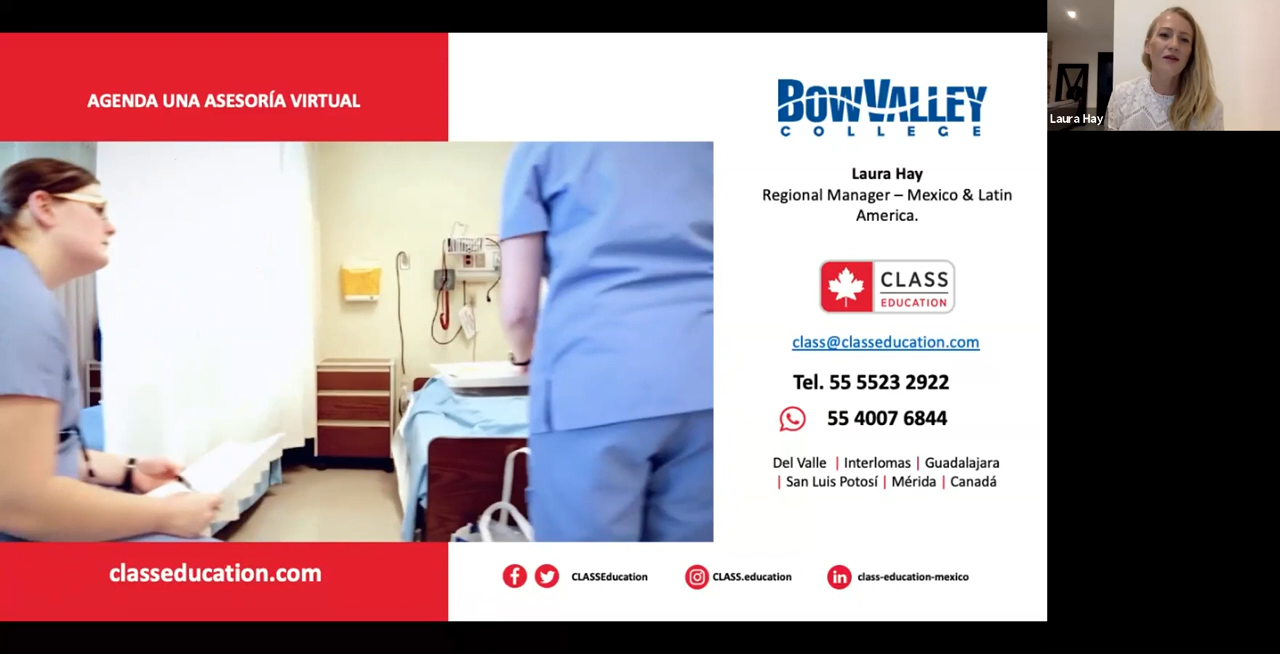 AGENDA UNA ASESORÍA VIRTUAL
BOWVALLEY
COLLEGE
Laura Hay
Regional Manager – Mexico & Latin
America.
CLASS
EDUCATION
class@classeducation.com
Tel. 55 5523 2922
55 4007 6844
Del Valle | Interlomas | Guadalajara
| San Luis Potosí | Mérida | Canadá
classeducation.com
CLASSEducation
CLASS.education
class-education-mexico
Laura Hay